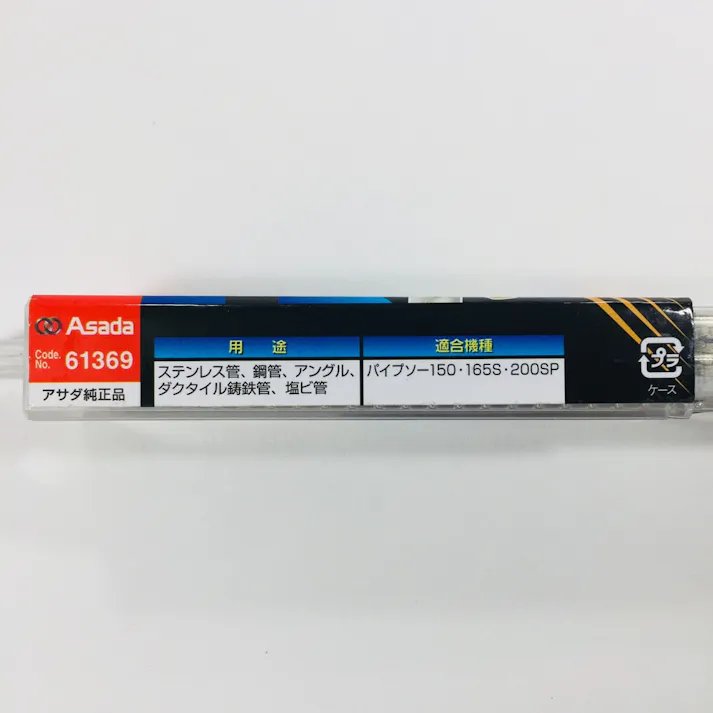 Asada
Code.
No. 61369
アサダ純正品
用途
ステンレス管、鋼管、アングル、
ダクタイル鋳鉄管、塩ビ管
適合機種
パイプソー150・165S・200SP
プラ
ケース